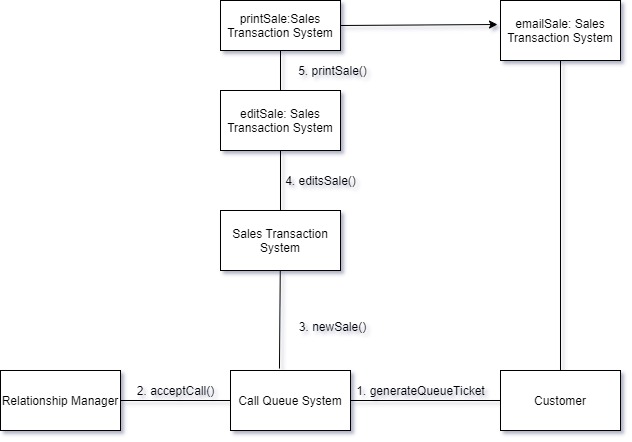 printSale:Sales
Transaction System
emailSale: Sales
Transaction System
5. printSale()
editSale: Sales
Transaction System
4. editsSale()
Sales Transaction
System
3. newSale()
Relationship Manager
2. acceptCall()
Call Queue System
1. generateQueueTicket
Customer